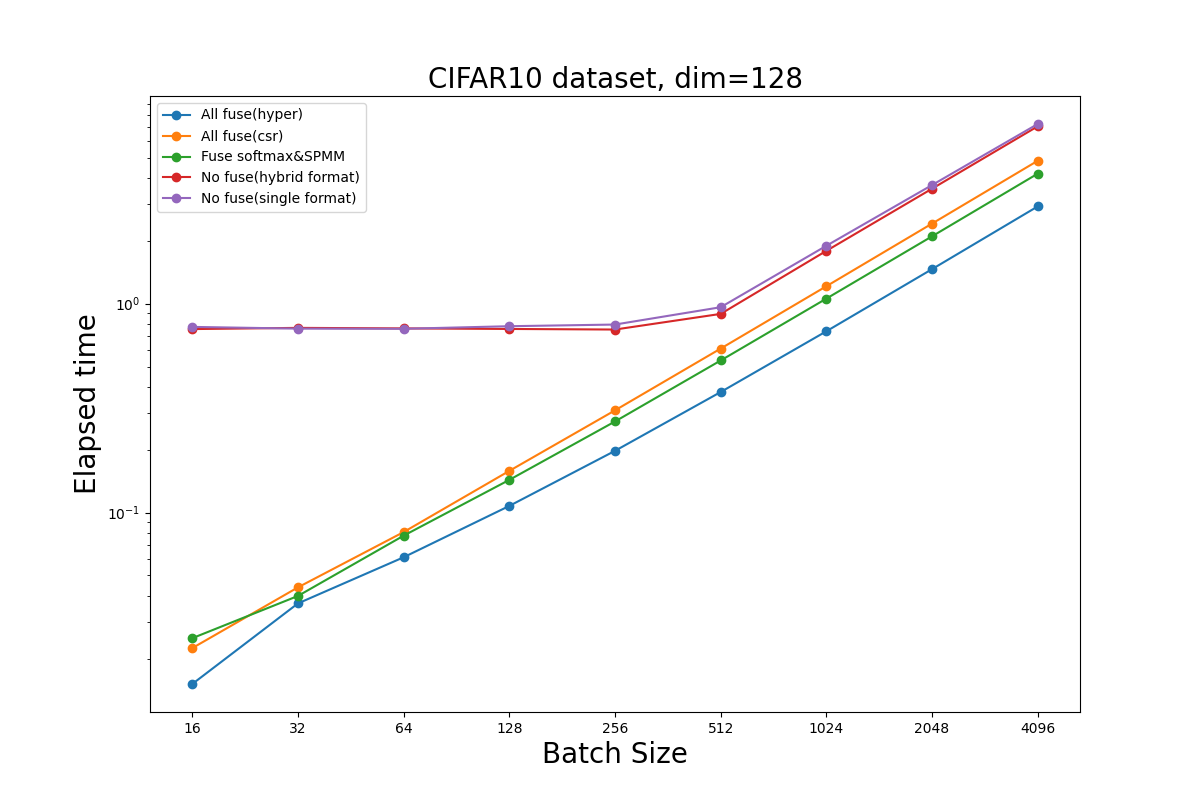 CIFAR10 dataset, dim=128
All fuse(hyper)
All fuse(csr)
Fuse softmax&SPMM
No fuse(hybrid format)
No fuse(single format)
Elapsed time
10⁰
10⁻¹
16 32 64 128 256 512 1024 2048 4096
Batch Size